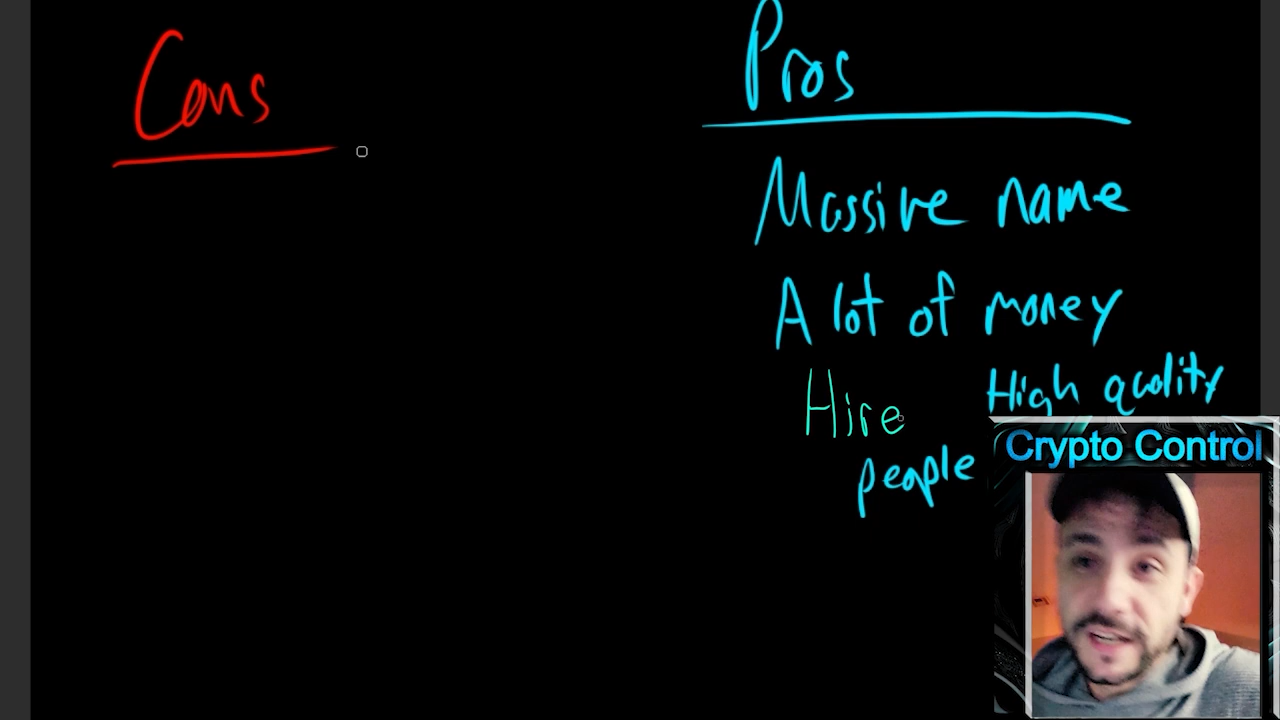 Cons
Pros
Massive name
A lot of money
Hire High quality
people
Crypto Control